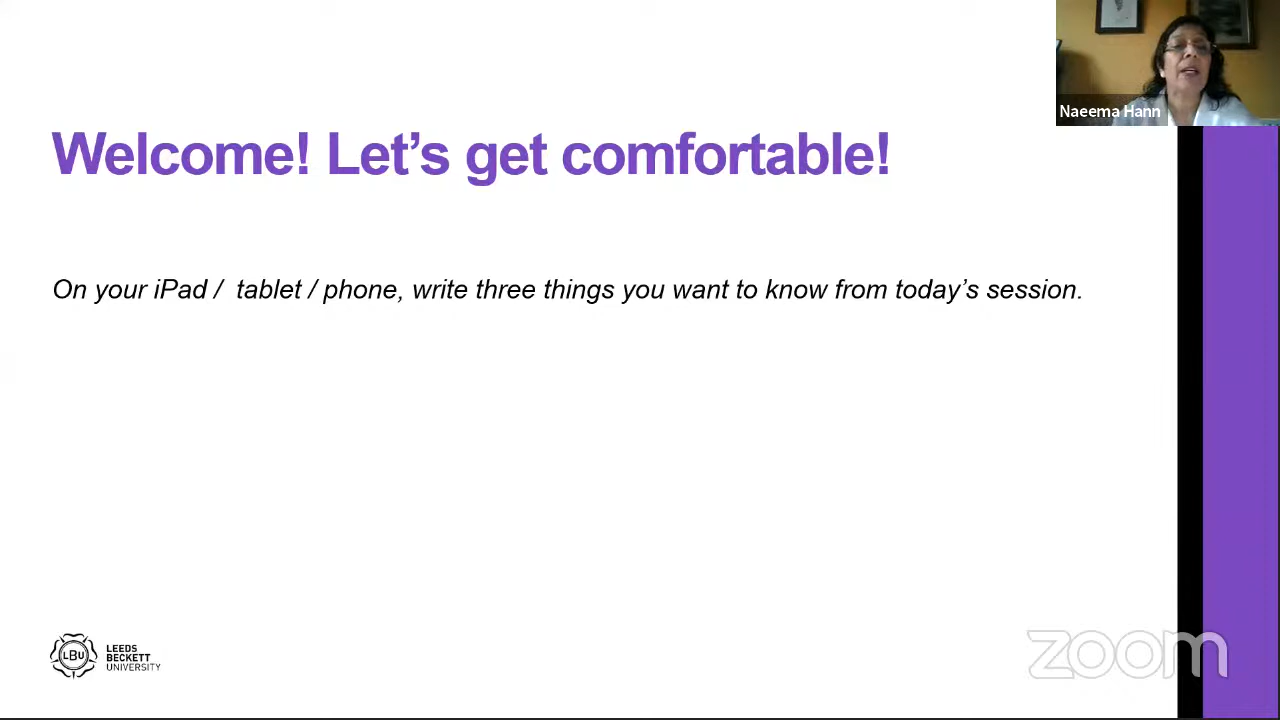 Naeema Hann
Welcome! Let's get comfortable!
On your iPad / tablet / phone, write three things you want to know from today's session.
LBU
LEEDS
BECKETT
UNIVERSITY
zoom